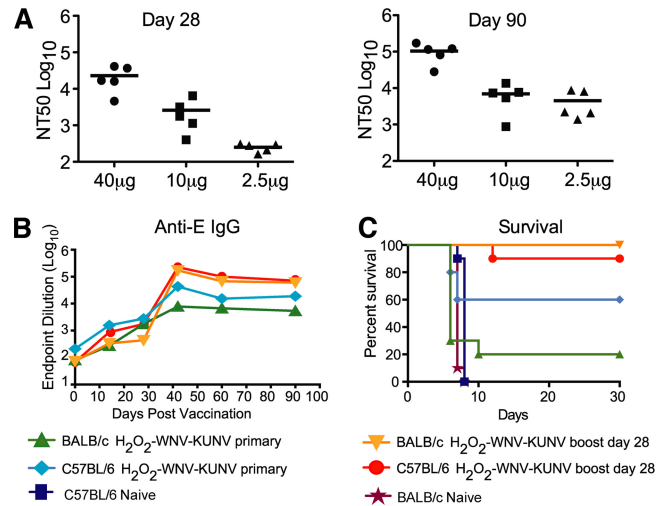 A
Day 28
NT50 Log10
6
5
4
3
2
40µg
10µg
2.5µg
Day 90
NT50 Log10
6
5
4
3
2
40µg
10µg
2.5µg
B
Anti-E IgG
Endpoint Dilution (Log10)
6
5
4
3
2
1
0 10 20 30 40 50 60 70 80 90 100
Days Post Vaccination
C
Survival
Percent survival
100
80
60
40
20
0
0 10 20 30
Days
BALB/c H2O2-WNV-KUNV primary
C57BL/6 H2O2-WNV-KUNV primary
C57BL/6 Naive
BALB/c H2O2-WNV-KUNV boost day 28
C57BL/6 H2O2-WNV-KUNV boost day 28
BALB/c Naive